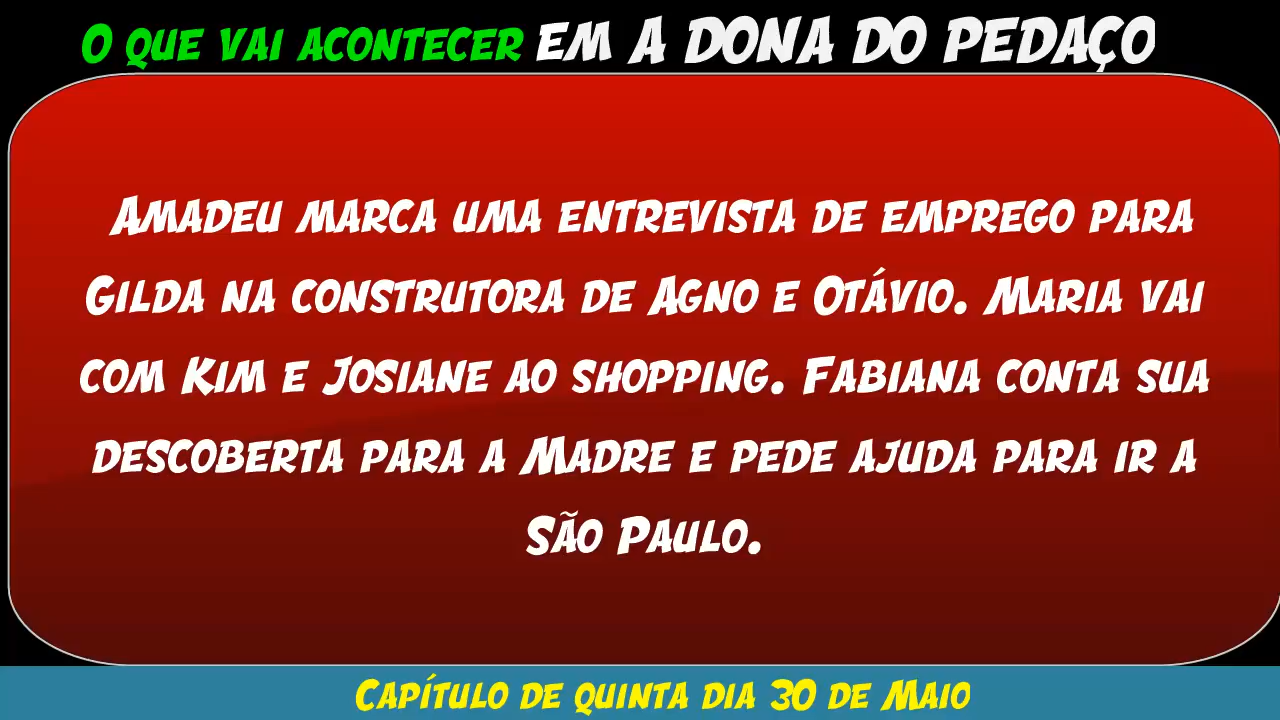 O que vai acontecer em A DONA DO PEDAÇO
Amadeu marca uma entrevista de emprego para
Gilda na construtora de Agno e Otávio. Maria vai
com Kim e Josiane ao shopping. Fabiana conta sua
descoberta para a Madre e pede ajuda para ir a
São Paulo.
Capítulo de quinta dia 30 de Maio